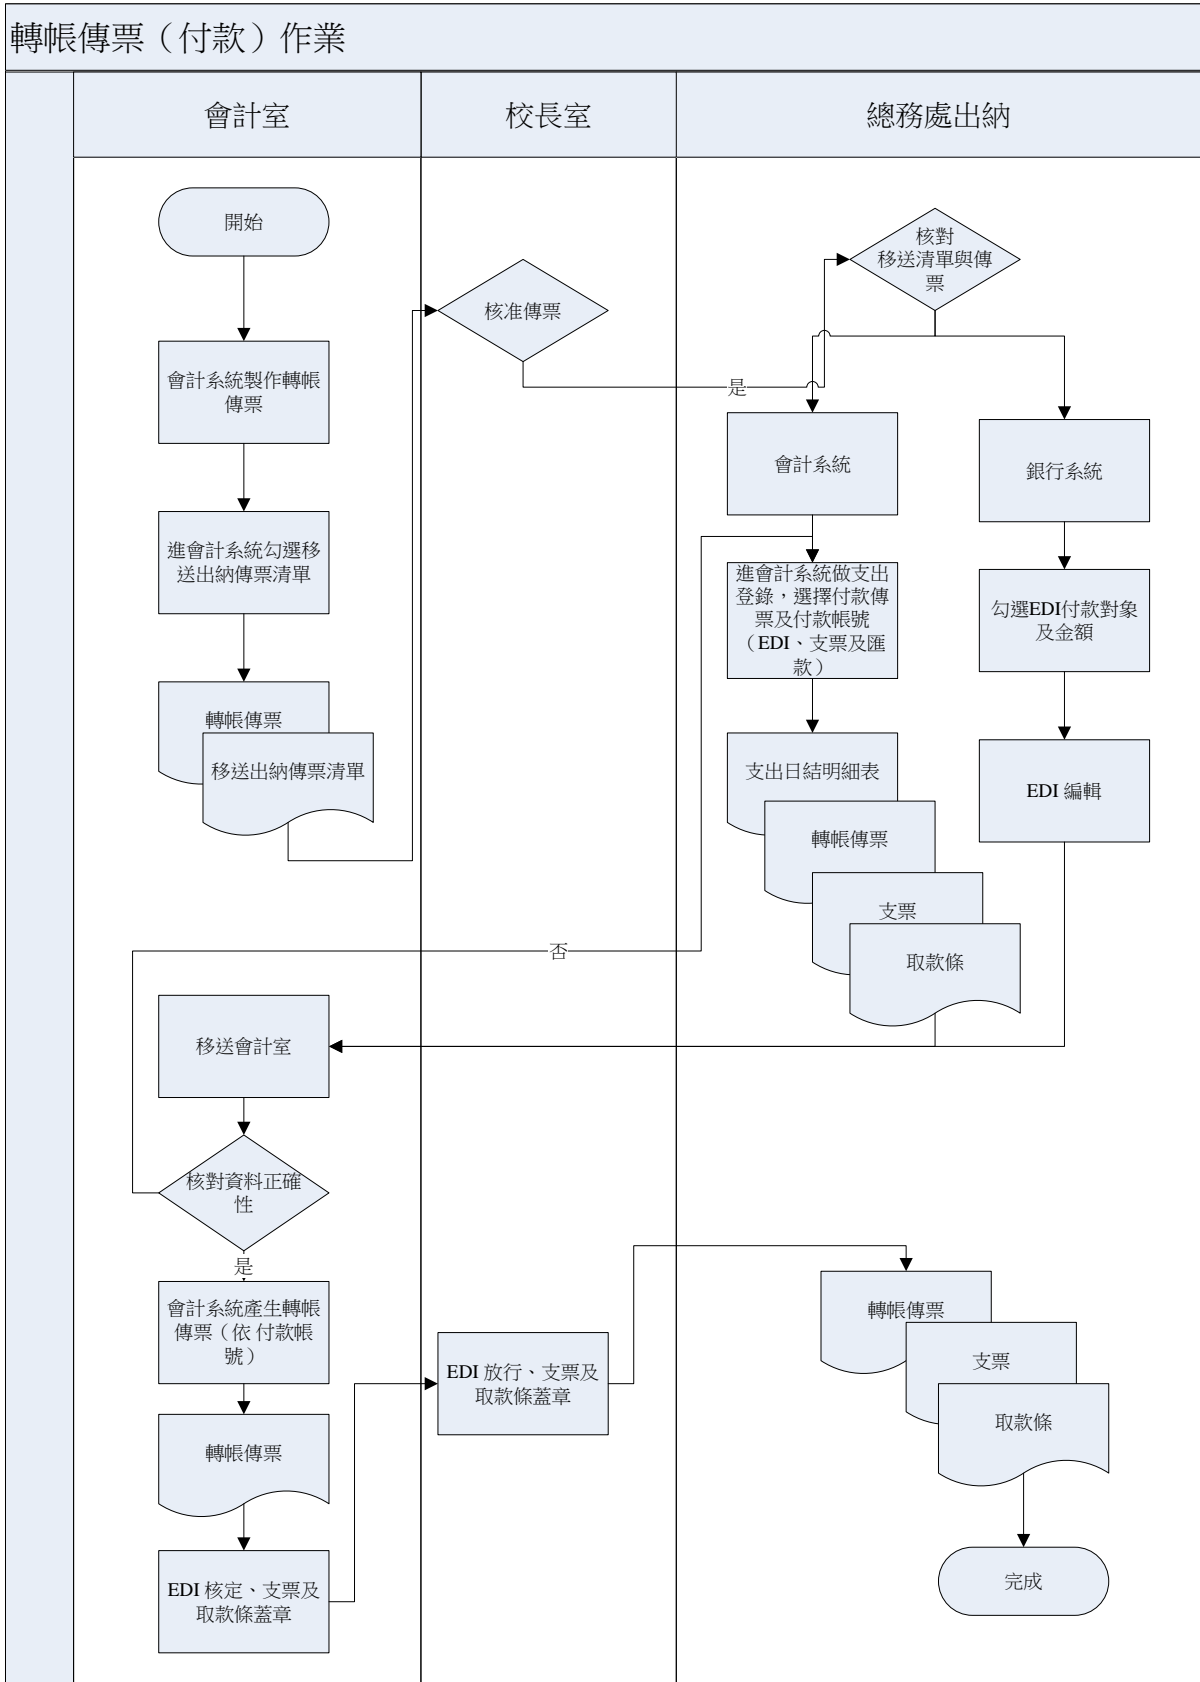 轉帳傳票（付款）作業
會計室
校長室
總務處出納
開始
會計系統製作轉帳
傳票
進會計系統勾選移
送出納傳票清單
轉帳傳票
移送出納傳票清單
核准傳票
是
核對
移送清單與傳
票
會計系統
銀行系統
進會計系統做支出
登錄，選擇付款傳
票及付款帳號
（EDI、支票及匯
款）
勾選EDI付款對象
及金額
支出日結明細表
轉帳傳票
支票
取款條
EDI 編輯
否
移送會計室
核對資料正確
性
是
會計系統產生轉帳
傳票（依 付款帳
號）
轉帳傳票
EDI 核定、支票及
取款條蓋章
EDI 放行、支票及
取款條蓋章
轉帳傳票
支票
取款條
完成